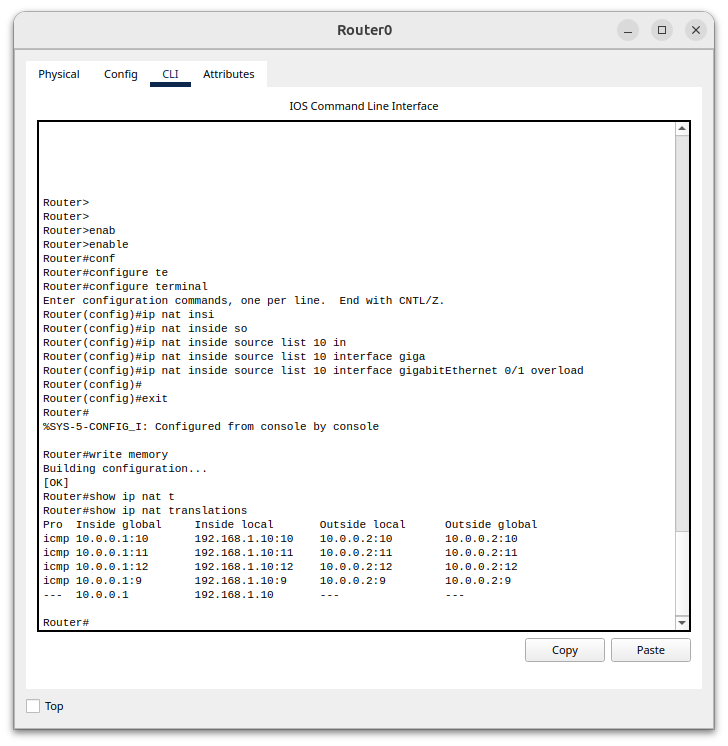 Router0
Physical Config CLI Attributes
IOS Command Line Interface
Router>
Router>
Router>enab
Router>enable
Router#conf
Router#configure te
Router#configure terminal
Enter configuration commands, one per line.  End with CNTL/Z.
Router(config)#ip nat insi
Router(config)#ip nat inside so
Router(config)#ip nat inside source list 10 in
Router(config)#ip nat inside source list 10 interface giga
Router(config)#ip nat inside source list 10 interface gigabitEthernet 0/1 overload
Router(config)#
Router(config)#exit
Router#
%SYS-5-CONFIG_I: Configured from console by console
Router#write memory
Building configuration...
[OK]
Router#show ip nat t
Router#show ip nat translations
Pro  Inside global     Inside local       Outside local      Outside global
icmp 10.0.0.1:10       192.168.1.10:10    10.0.0.2:10        10.0.0.2:10
icmp 10.0.0.1:11       192.168.1.10:11    10.0.0.2:11        10.0.0.2:11
icmp 10.0.0.1:12       192.168.1.10:12    10.0.0.2:12        10.0.0.2:12
icmp 10.0.0.1:9        192.168.1.10:9     10.0.0.2:9         10.0.0.2:9
---  10.0.0.1          192.168.1.10       ---                ---
Router#
Copy Paste
Top